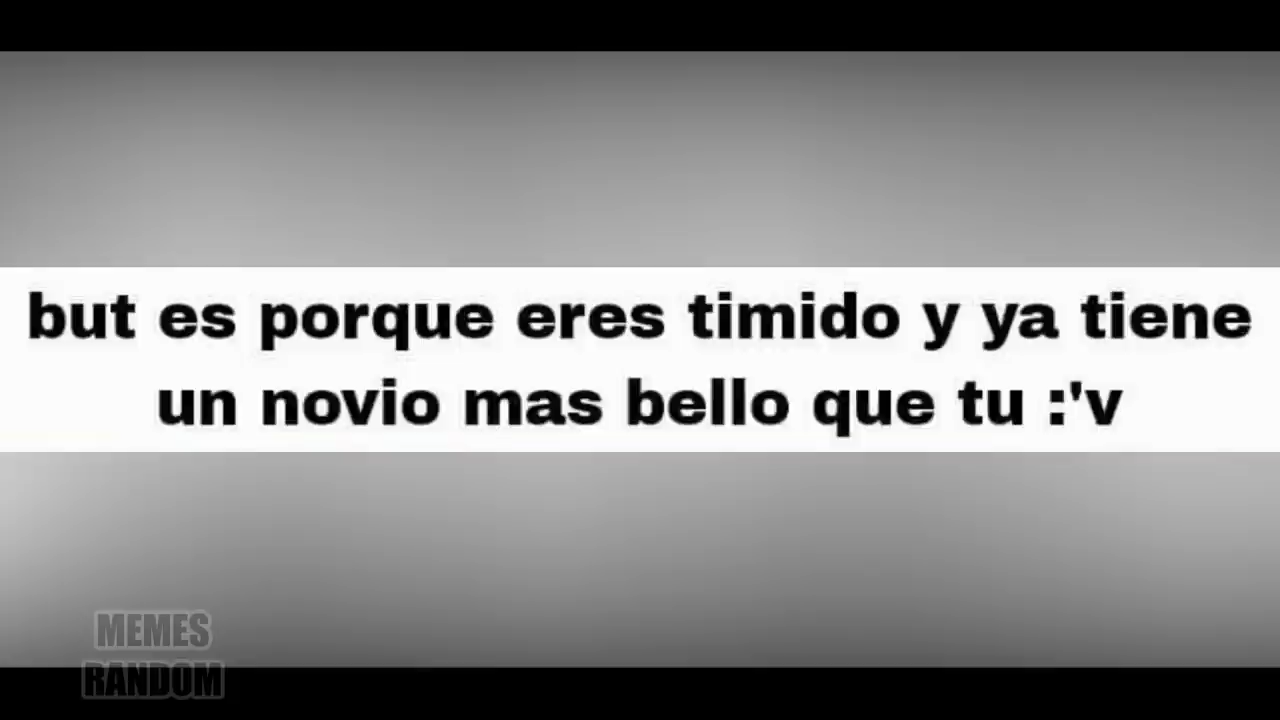 but es porque eres timido y ya tiene
un novio mas bello que tu :'v
MEMES
RANDOM